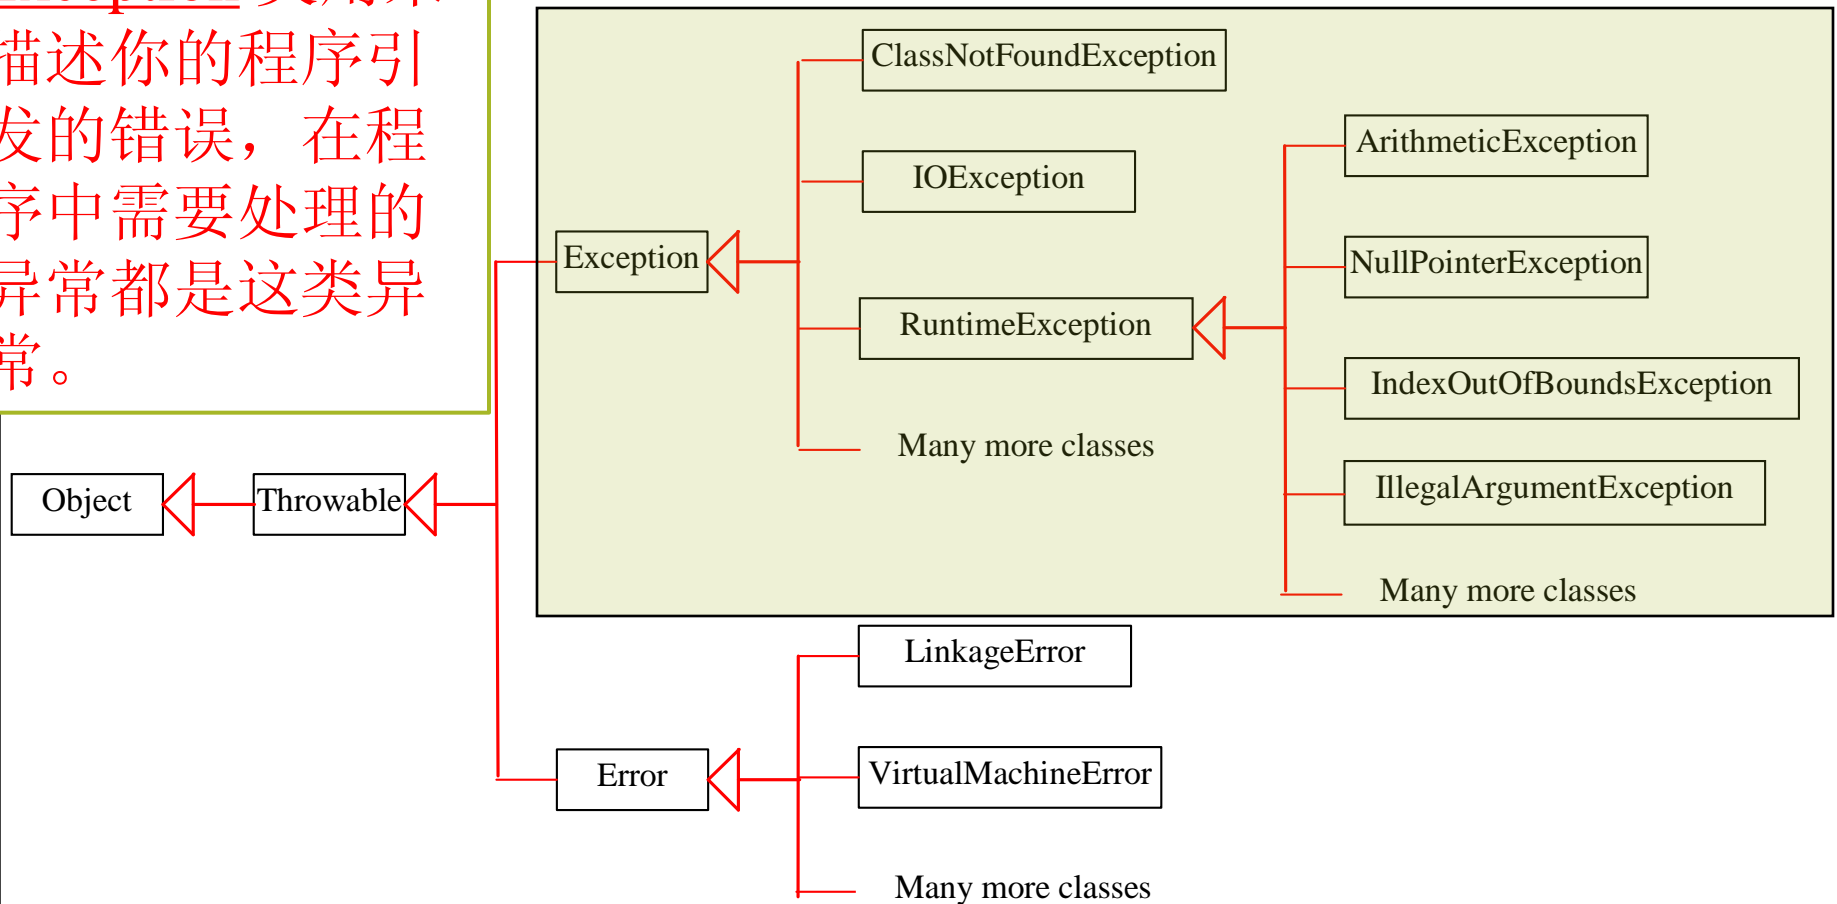 描述你的程序引
发的错误，在程
序中需要处理的
异常都是这类异
常。
ClassNotFoundException
IOException
Exception
RuntimeException
Many more classes
ArithmeticException
NullPointerException
IndexOutOfBoundsException
IllegalArgumentException
Many more classes
Object
Throwable
LinkageError
Error
VirtualMachineError
Many more classes